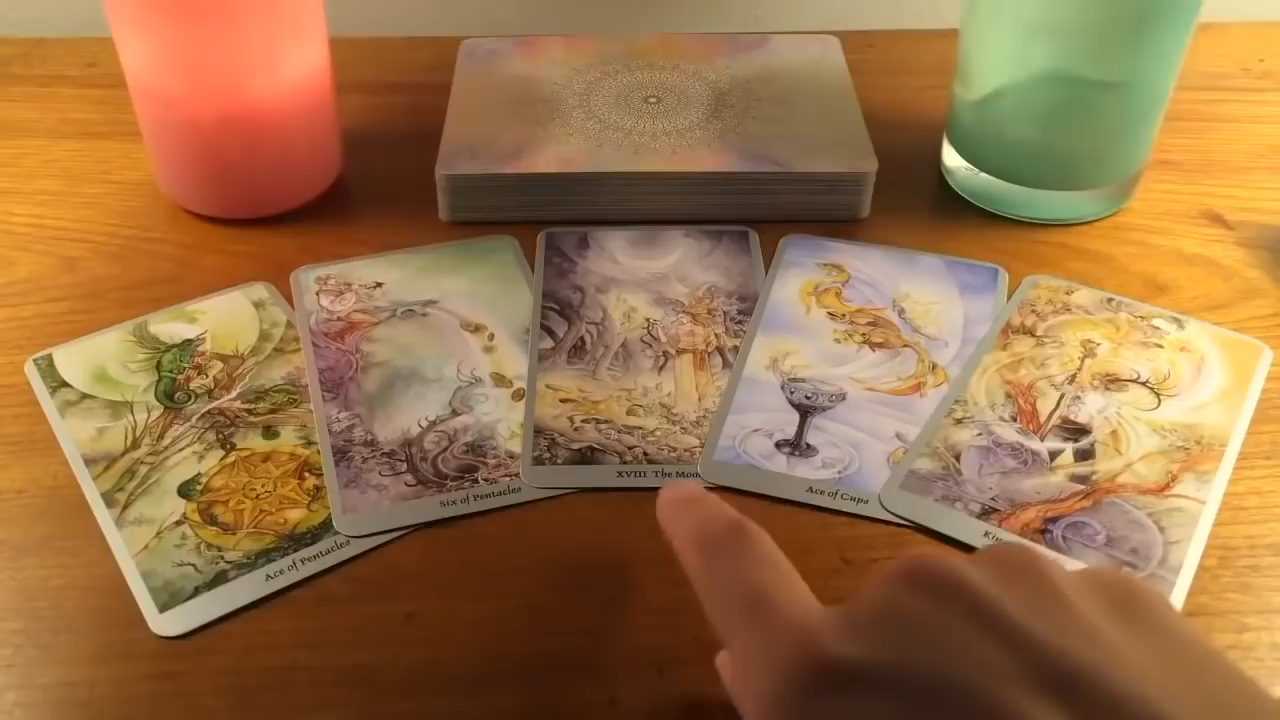 Ace of Pentacles
Six of Pentacles
XVIII The Moon
Ace of Cups